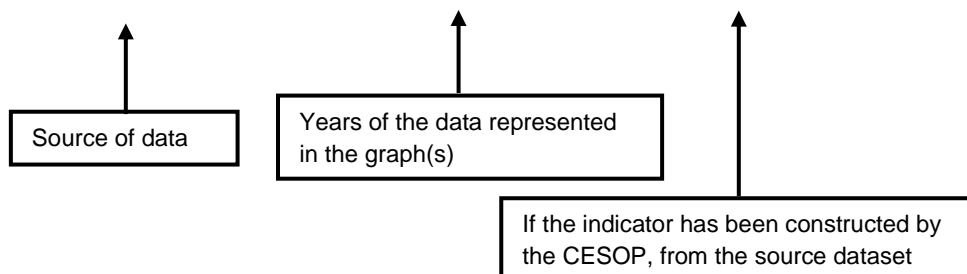 Source of data
Years of the data represented
in the graph(s)
If the indicator has been constructed by
the CESOP, from the source dataset